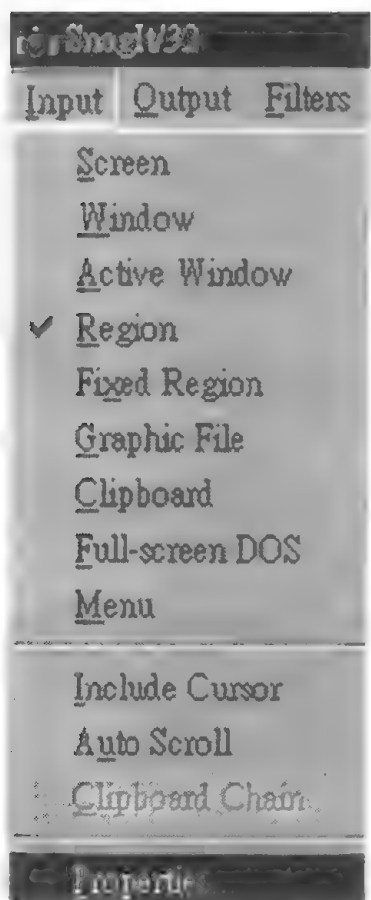 SnagIt/32
Input Output Filters
Screen
Window
Active Window
✓ Region
Fixed Region
Graphic File
Clipboard
Full-screen DOS
Menu
Include Cursor
Auto Scroll
Clipboard Chain
Properties